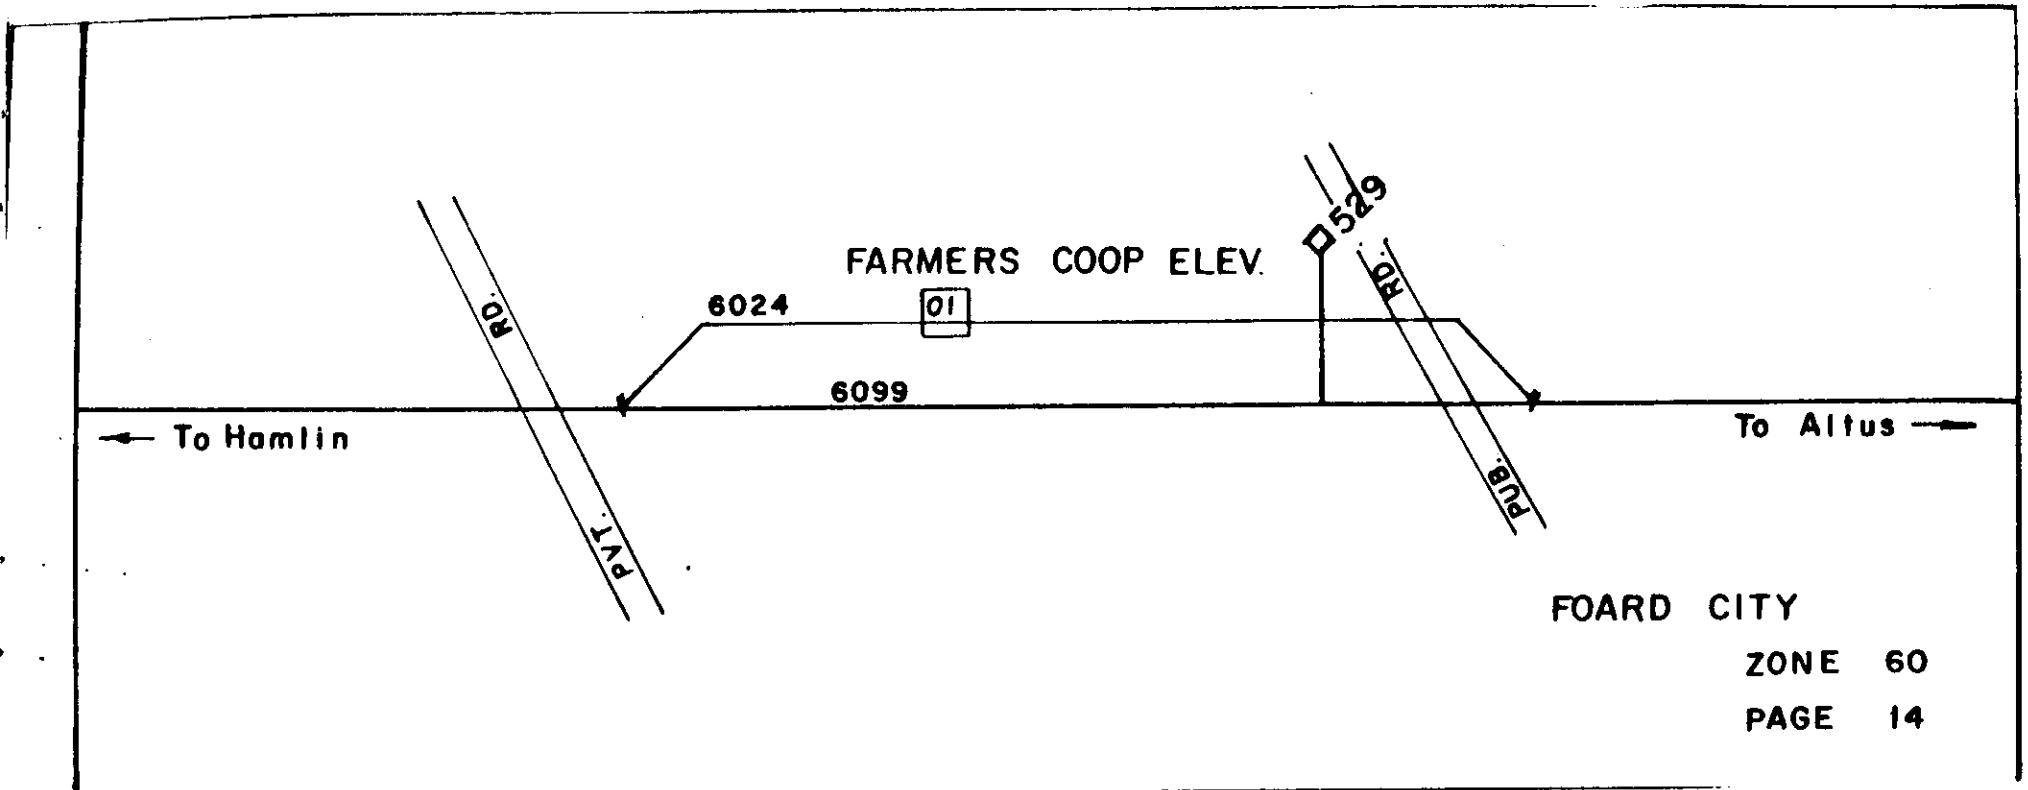 529
FARMERS COOP ELEV.
RD.
RD.
6024
01
6099
To Hamlin
To Altus
PUB.
PVT.
FOARD CITY
ZONE 60
PAGE 14